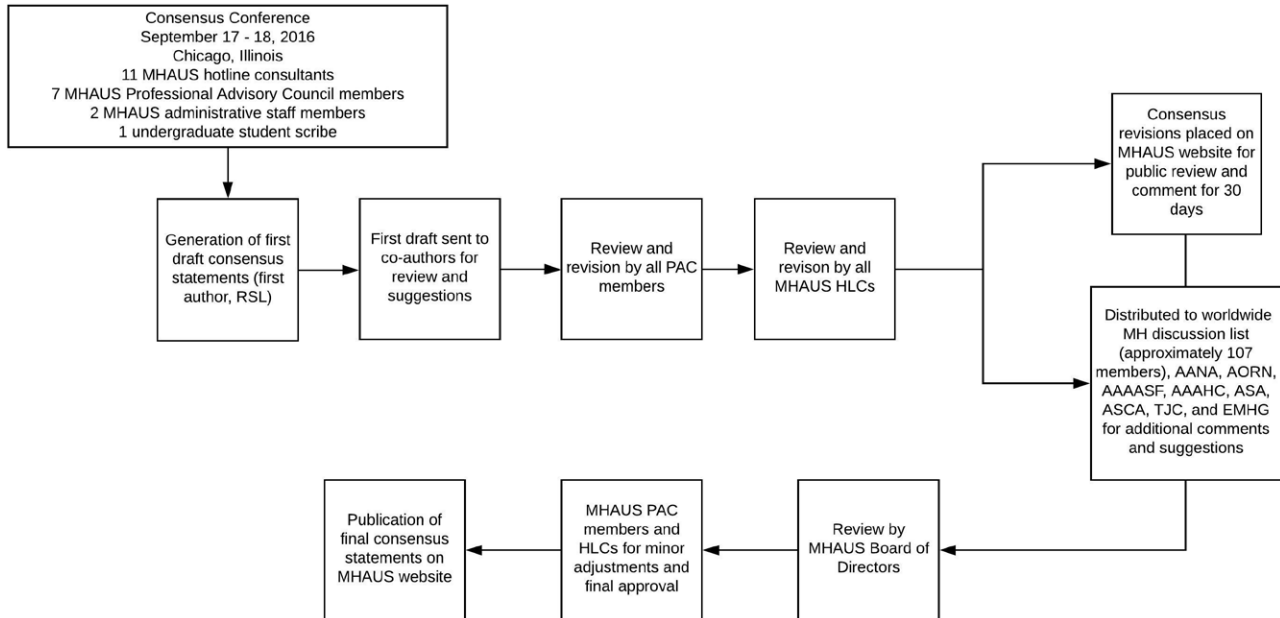 Consensus Conference
September 17 - 18, 2016
Chicago, Illinois
11 MHAUS hotline consultants
7 MHAUS Professional Advisory Council members
2 MHAUS administrative staff members
1 undergraduate student scribe
Generation of first
draft consensus
statements (first
author, RSL)
First draft sent to
co-authors for
review and
suggestions
Review and
revision by all PAC
members
Review and
revison by all
MHAUS HLCs
Consensus
revisions placed on
MHAUS website for
public review and
comment for 30
days
Distributed to worldwide
MH discussion list
(approximately 107
members), AANA, AORN,
AAAASF, AAAHC, ASA,
ASCA, TJC, and EMHG
for additional comments
and suggestions
Review by
MHAUS Board of
Directors
MHAUS PAC
members and
HLCs for minor
adjustments and
final approval
Publication of
final consensus
statements on
MHAUS website